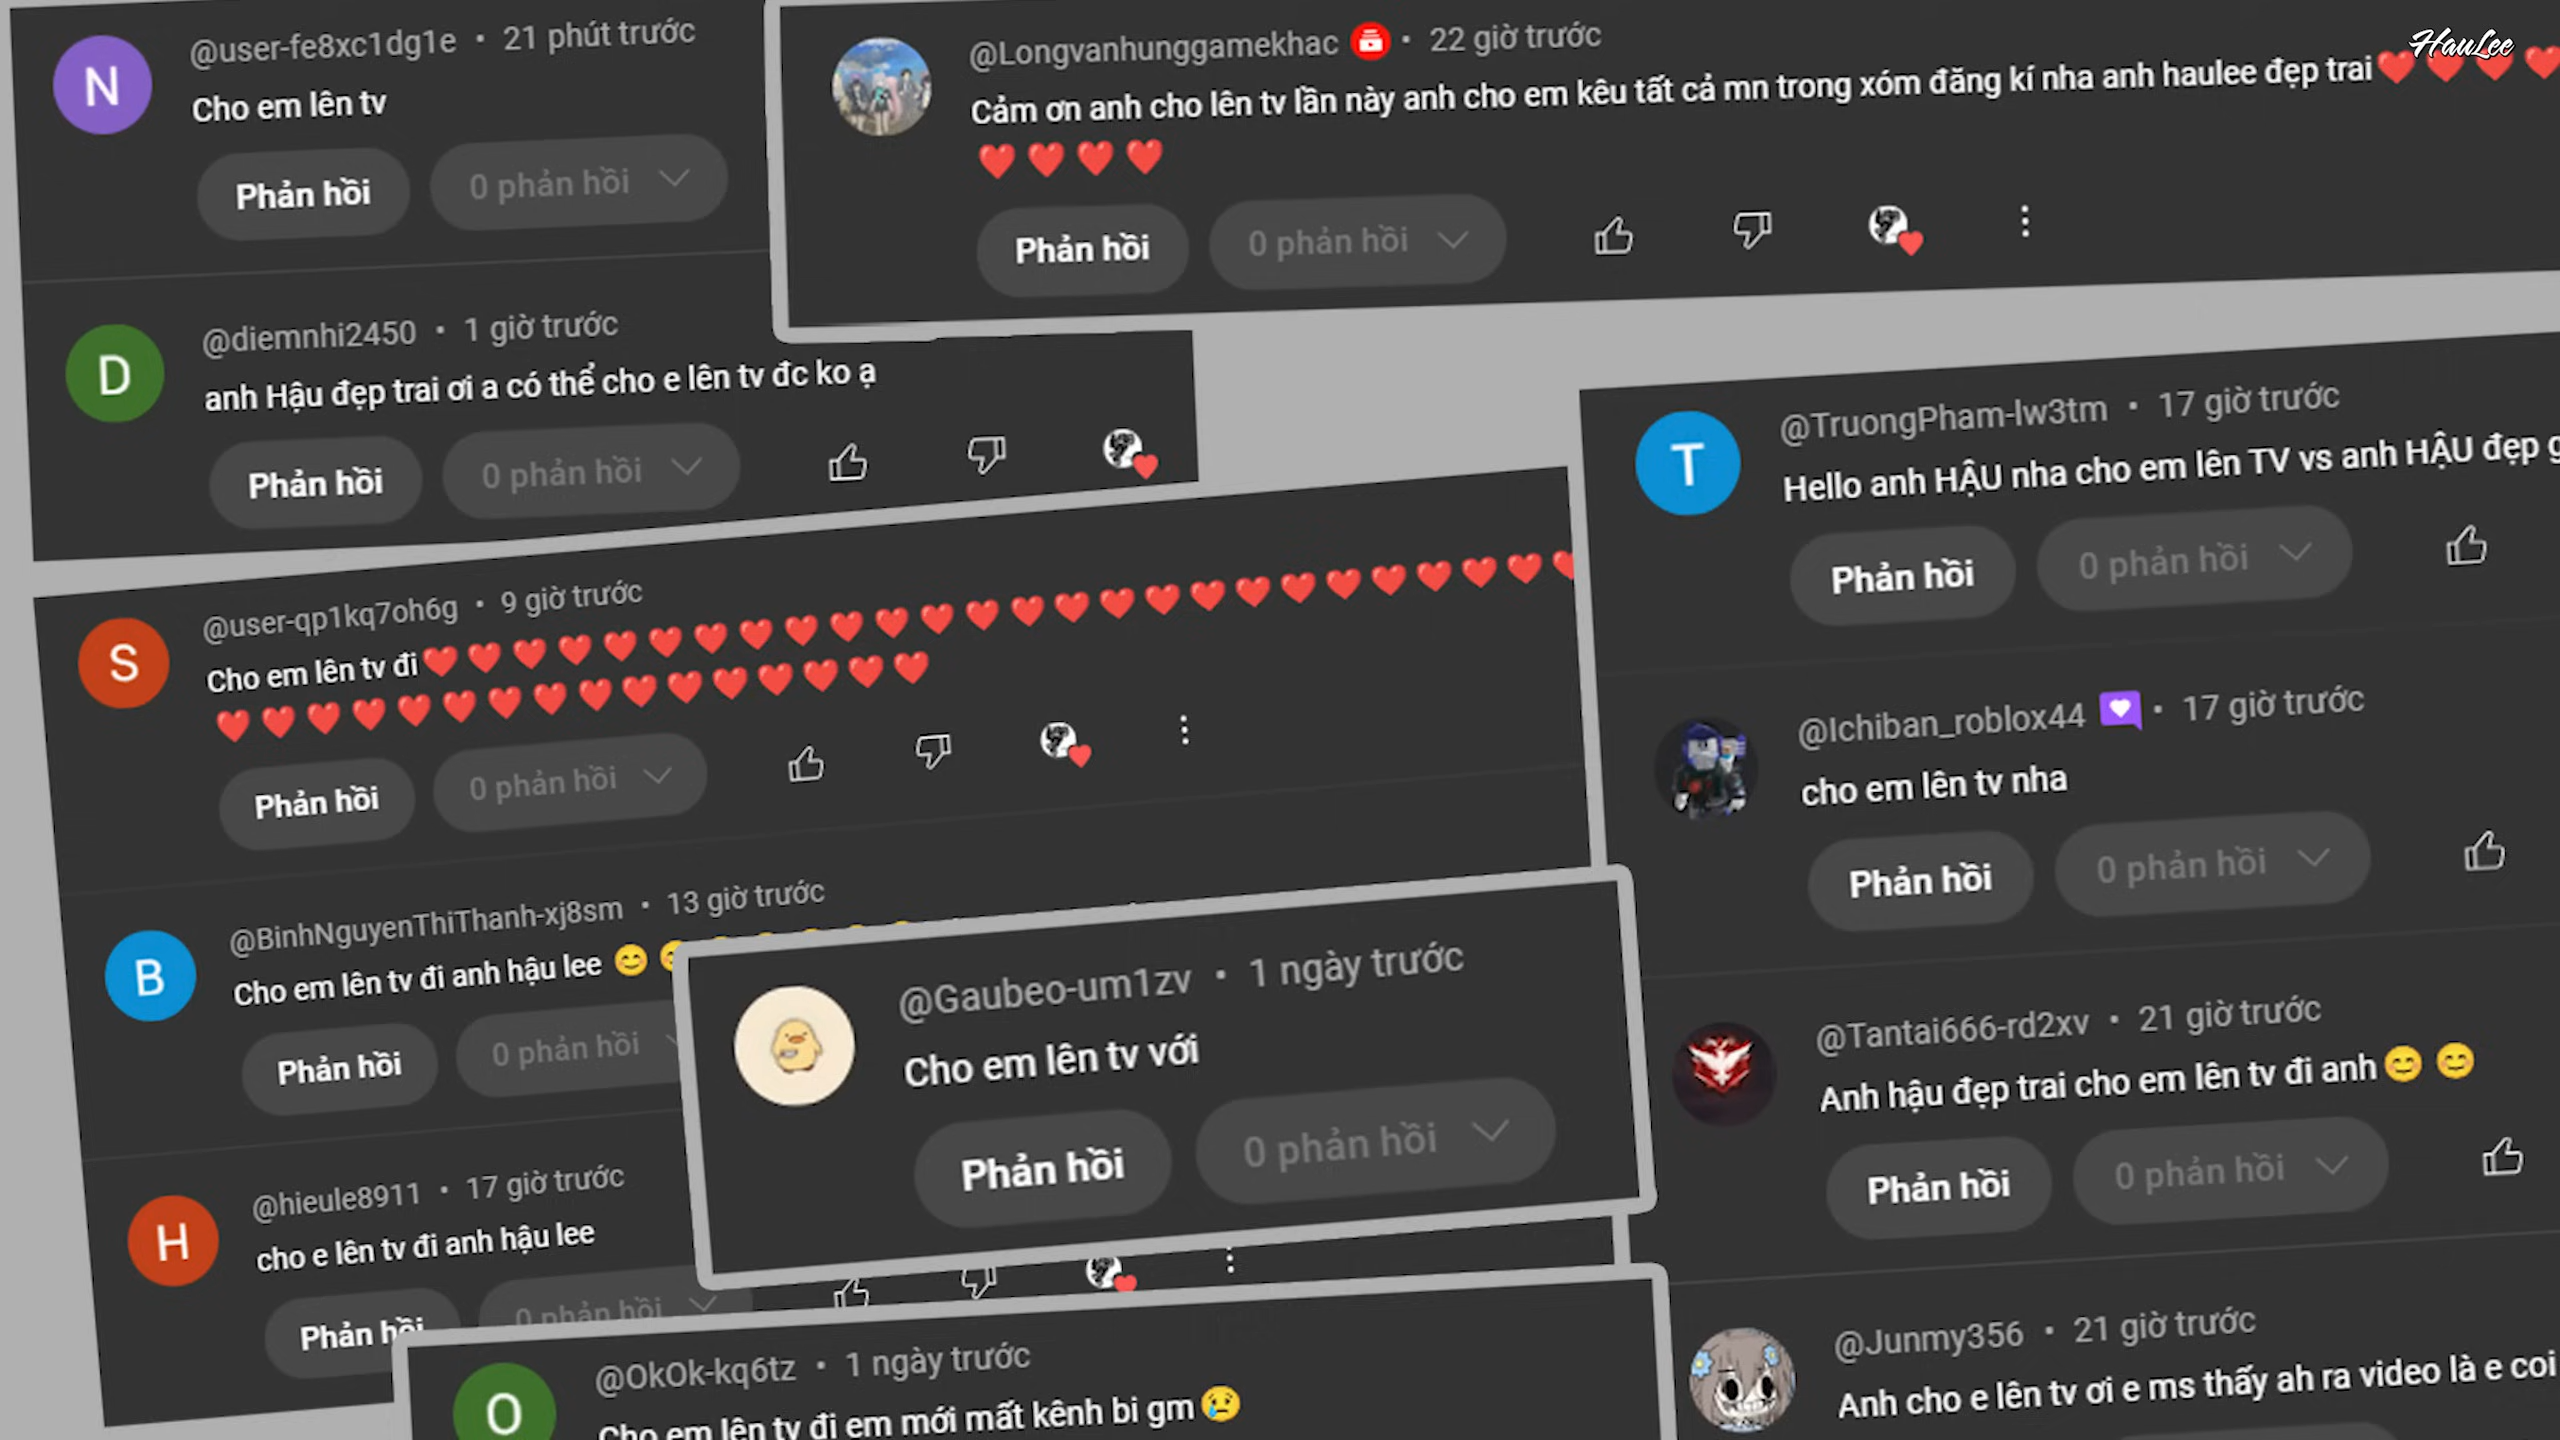 @user-fe8xc1dg1e • 21 phút trước
Cho em lên tv
Phản hồi
0 phản hồi
@diemnhi2450 • 1 giờ trước
anh Hậu đẹp trai ơi a có thể cho e lên tv đc ko ạ
Phản hồi
0 phản hồi
@Longvanhunggamekhac • 22 giờ trước
Cảm ơn anh cho lên tv lần này anh cho em kêu tất cả mn trong xóm đăng kí nha anh haulee đẹp trai❤️❤️❤️❤️
❤️❤️❤️❤️
Phản hồi
0 phản hồi
HauLee
@user-qp1kq7oh6g • 9 giờ trước
Cho em lên tv đi❤️❤️❤️❤️❤️❤️❤️❤️❤️❤️❤️❤️❤️❤️❤️❤️❤️❤️❤️❤️❤️❤️❤️❤️❤️❤️
❤️❤️❤️❤️❤️❤️❤️❤️❤️❤️❤️❤️❤️❤️❤️❤️
Phản hồi
0 phản hồi
@BinhNguyenThiThanh-xj8sm • 13 giờ trước
Cho em lên tv đi anh hậu lee 😊
Phản hồi
0 phản hồi
@hieule8911 • 17 giờ trước
cho e lên tv đi anh hậu lee
Phản hồi
0 phản hồi
@Gaubeo-um1zv • 1 ngày trước
Cho em lên tv với
Phản hồi
0 phản hồi
@OkOk-kq6tz • 1 ngày trước
Cho em lên tv đi em mới mất kênh bi gm😢
@TruongPham-lw3tm • 17 giờ trước
Hello anh HẬU nha cho em lên TV vs anh HẬU đẹp
Phản hồi
0 phản hồi
@Ichiban_roblox44 • 17 giờ trước
cho em lên tv nha
Phản hồi
0 phản hồi
@Tantai666-rd2xv • 21 giờ trước
Anh hậu đẹp trai cho em lên tv đi anh😊😊
Phản hồi
0 phản hồi
@Junmy356 • 21 giờ trước
Anh cho e lên tv ơi e ms thấy ah ra video là e coi